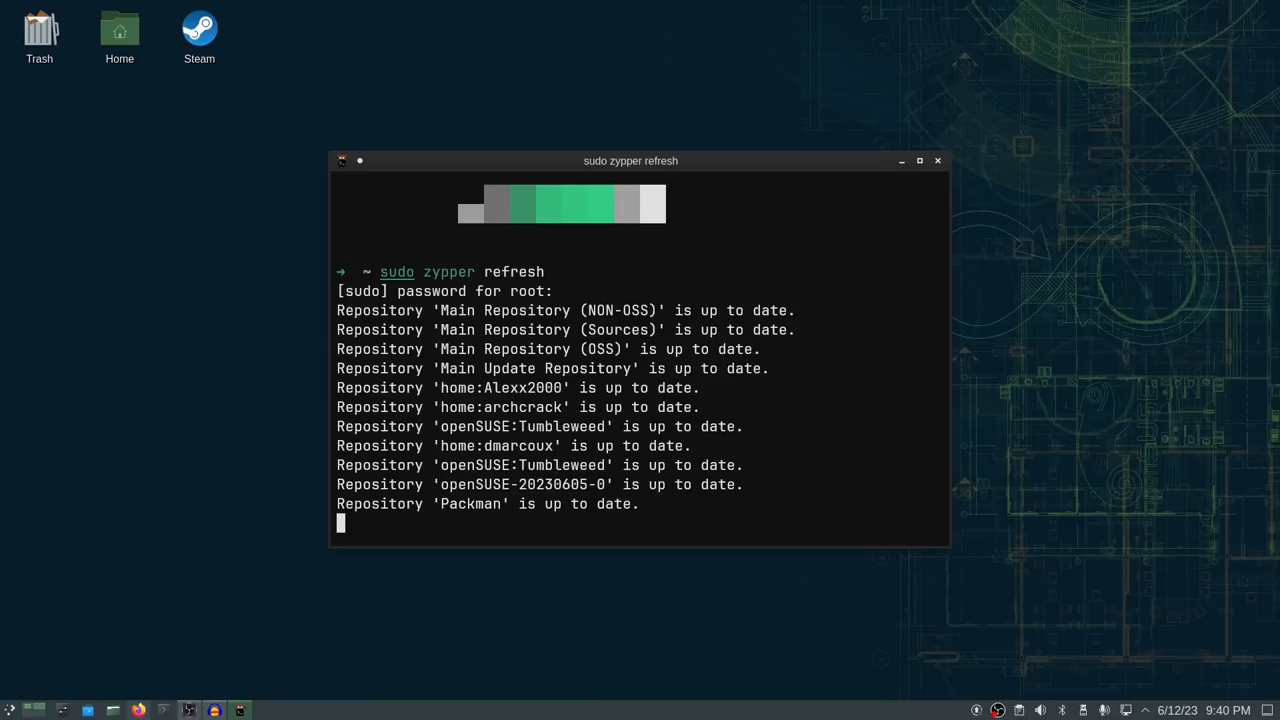 Trash
Home
Steam
sudo zypper refresh
➜ ~ sudo zypper refresh
[sudo] password for root:
Repository 'Main Repository (NON-OSS)' is up to date.
Repository 'Main Repository (Sources)' is up to date.
Repository 'Main Repository (OSS)' is up to date.
Repository 'Main Update Repository' is up to date.
Repository 'home:Alexx2000' is up to date.
Repository 'home:archcrack' is up to date.
Repository 'openSUSE:Tumbleweed' is up to date.
Repository 'home:dmarcoux' is up to date.
Repository 'openSUSE:Tumbleweed' is up to date.
Repository 'openSUSE-20230605-0' is up to date.
Repository 'Packman' is up to date.
6/12/23 9:40 PM